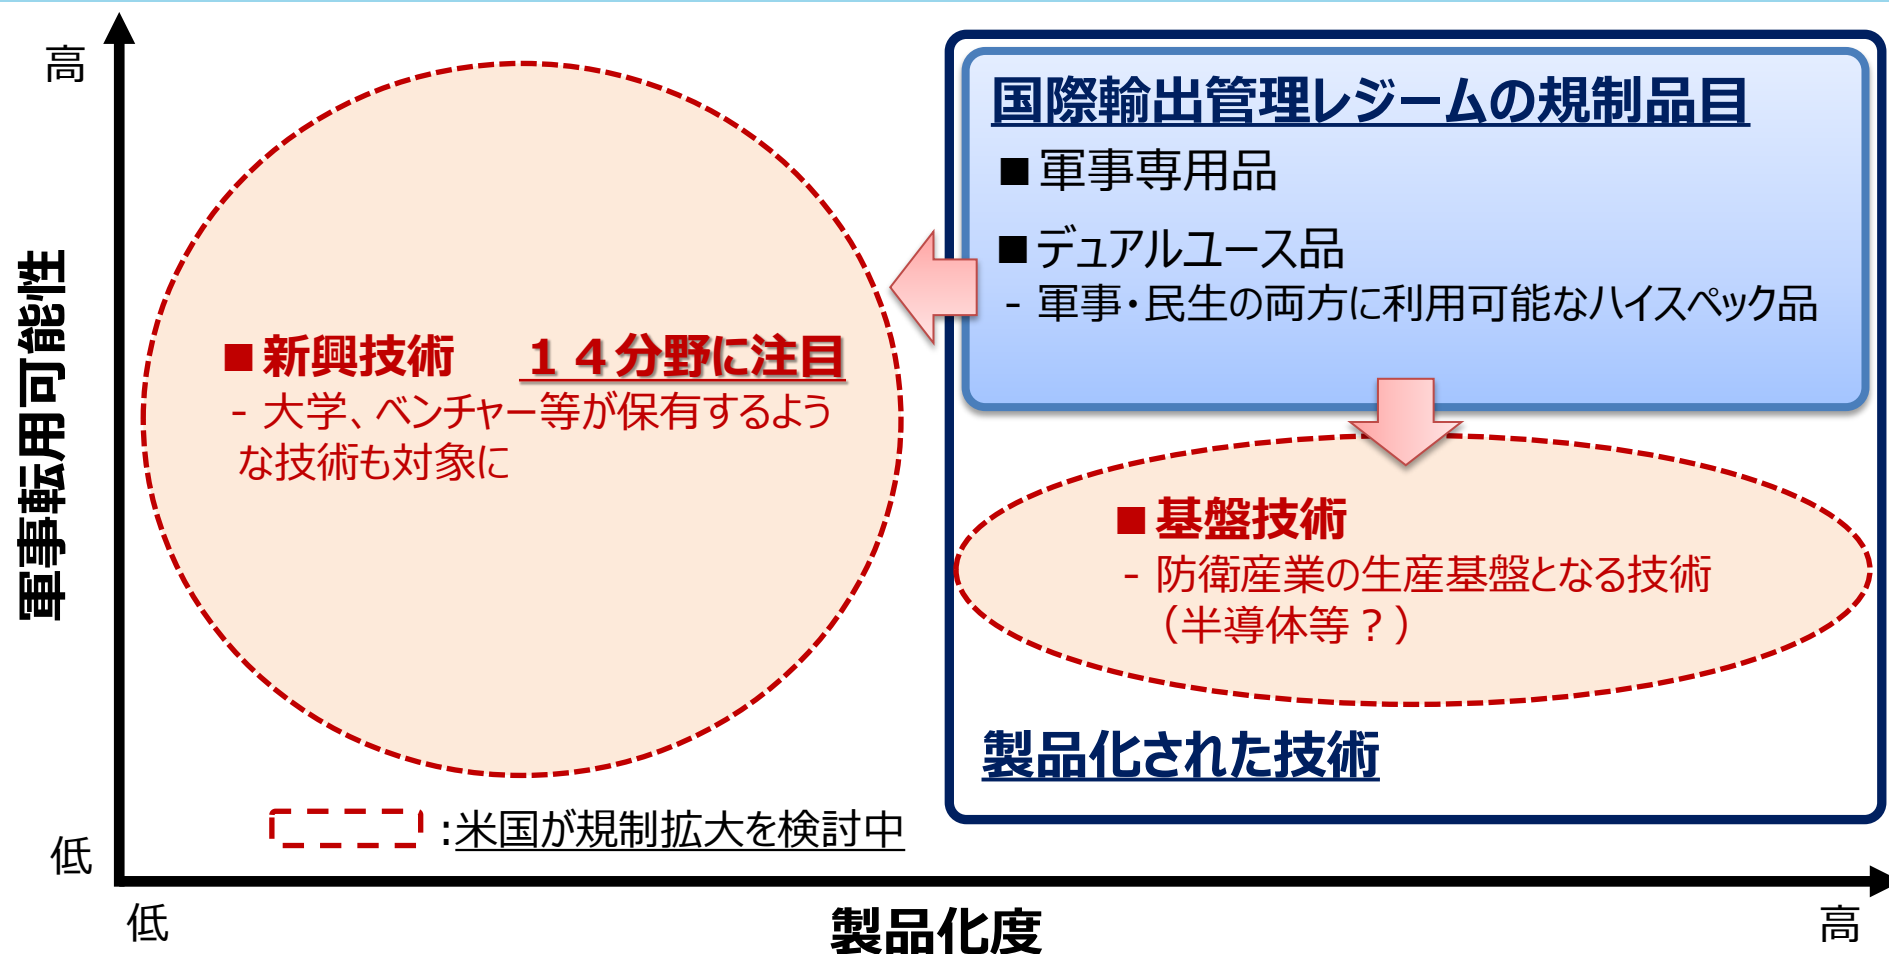 高
軍事転用可能性
低
国際輸出管理レジームの規制品目
■軍事専用品
■デュアルユース品
- 軍事・民生の両方に利用可能なハイスペック品
■新興技術　１４分野に注目
- 大学、ベンチャー等が保有するよう
な技術も対象に
■基盤技術
- 防衛産業の生産基盤となる技術
（半導体等？）
製品化された技術
:米国が規制拡大を検討中
低
製品化度
高